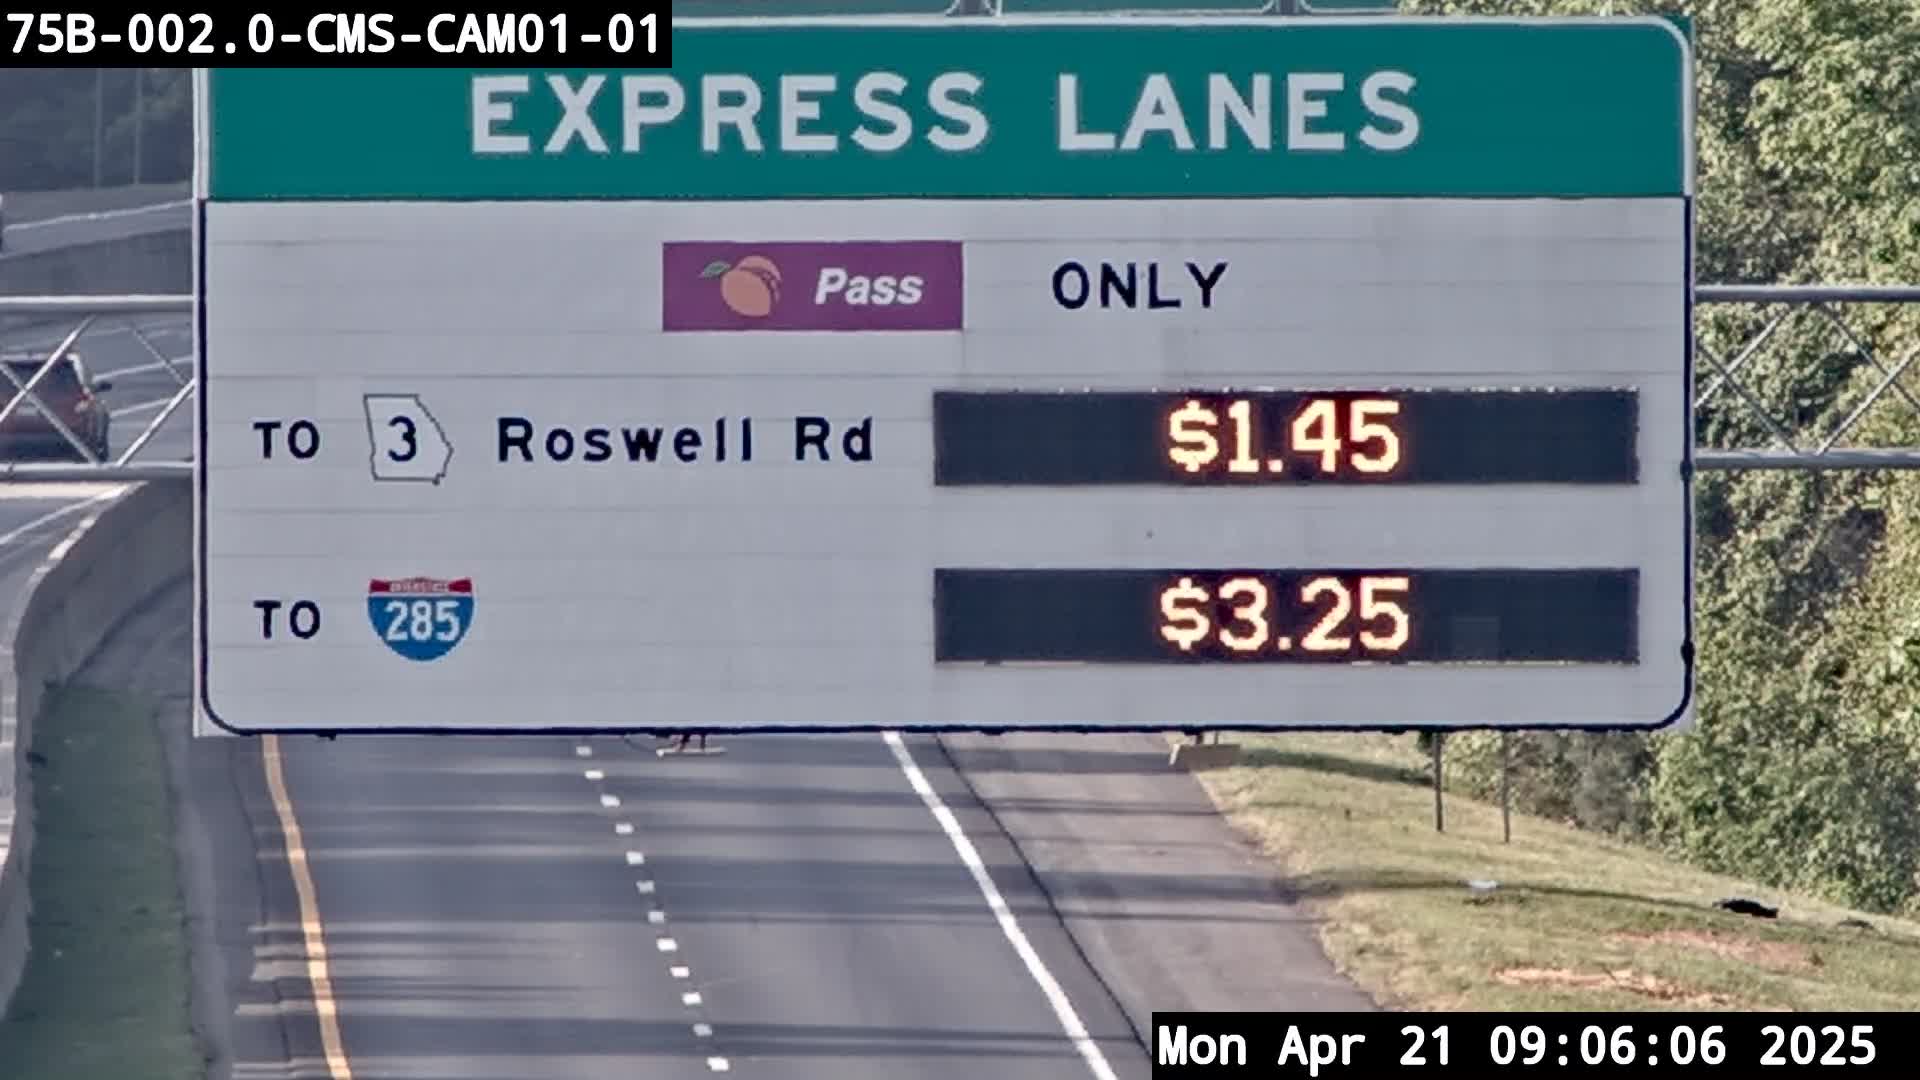 75B-002.0-CMS-CAM01-01
EXPRESS LANES
Pass ONLY
TO 3 Roswell Rd $1.45
TO INTERSTATE 285 $3.25
Mon Apr 21 09:06:06 2025